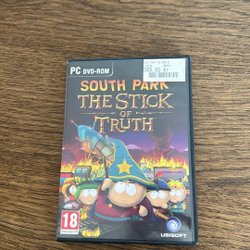 PC DVD-ROM
SOUTH PARK
THE STICK
OF
TRUTH
18
UBISOFT